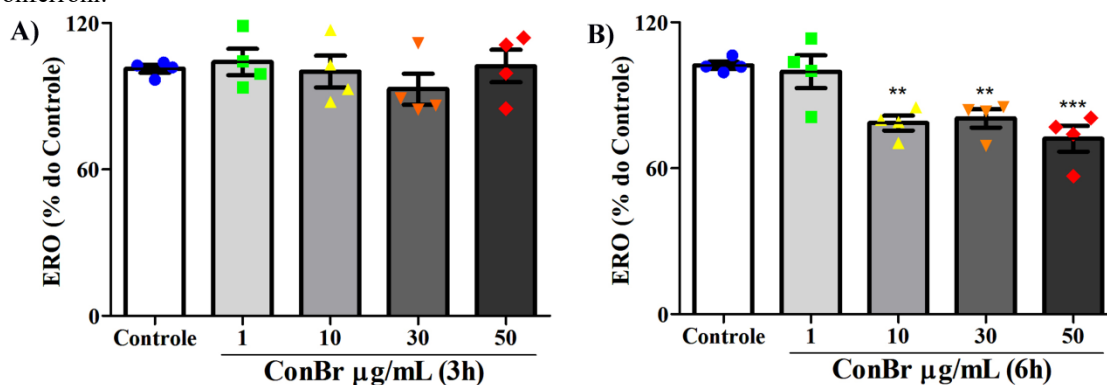 A)
ERO (% do Controle)
120
60
0
Controle 1 10 30 50
ConBr µg/mL (3h)
B)
ERO (% do Controle)
120
60
0
** ** ***
Controle 1 10 30 50
ConBr µg/mL (6h)